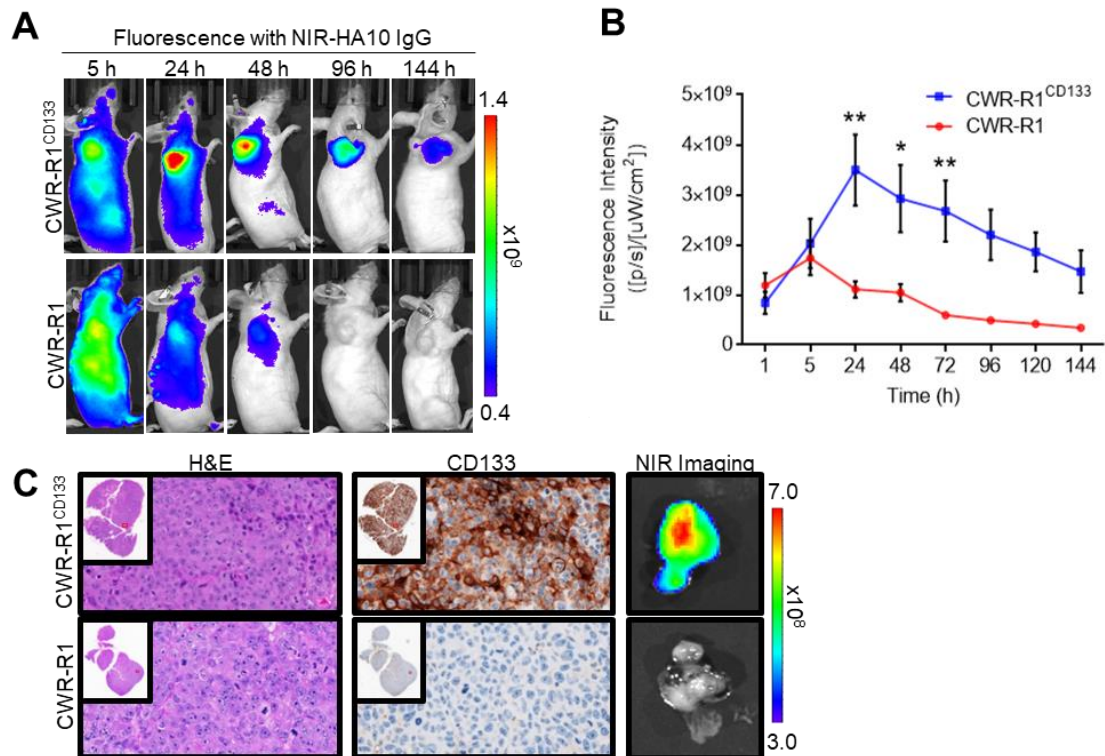 A
Fluorescence with NIR-HA10 IgG
5 h 24 h 48 h 96 h 144 h
CWR-R1CD133
CWR-R1
1.4
x10⁹
0.4
B
Fluorescence Intensity
([p/s]/[uW/cm²])
5×10⁹
4×10⁹
3×10⁹
2×10⁹
1×10⁹
0
** * **
CWR-R1CD133
CWR-R1
1 5 24 48 72 96 120 144
Time (h)
C
H&E CD133 NIR Imaging
CWR-R1CD133
CWR-R1
7.0
x10⁸
3.0